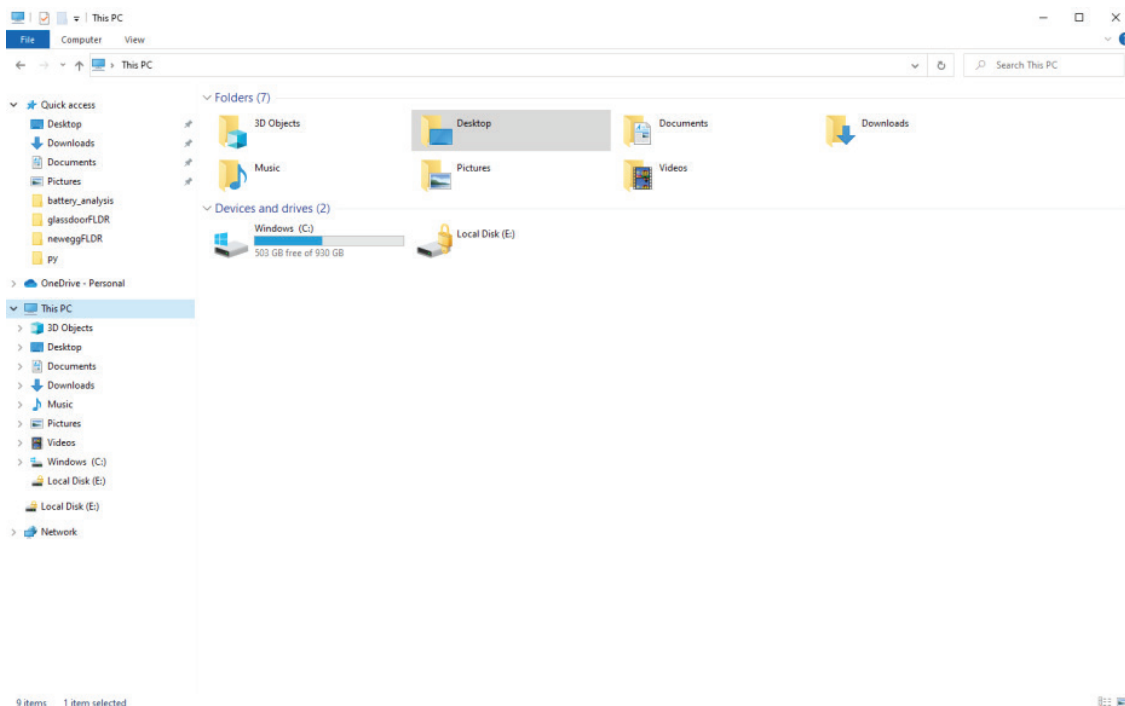 This PC
File Computer View
This PC
Search This PC
Quick access
Desktop
Downloads
Documents
Pictures
battery_analysis
glassdoorFLDR
neweggFLDR
py
OneDrive - Personal
This PC
3D Objects
Desktop
Documents
Downloads
Music
Pictures
Videos
Windows (C:)
Local Disk (E:)
Local Disk (E:)
Network
Folders (7)
3D Objects Desktop Documents Downloads
Music Pictures Videos
Devices and drives (2)
Windows (C:)
503 GB free of 930 GB
Local Disk (E:)
9 items 1 item selected